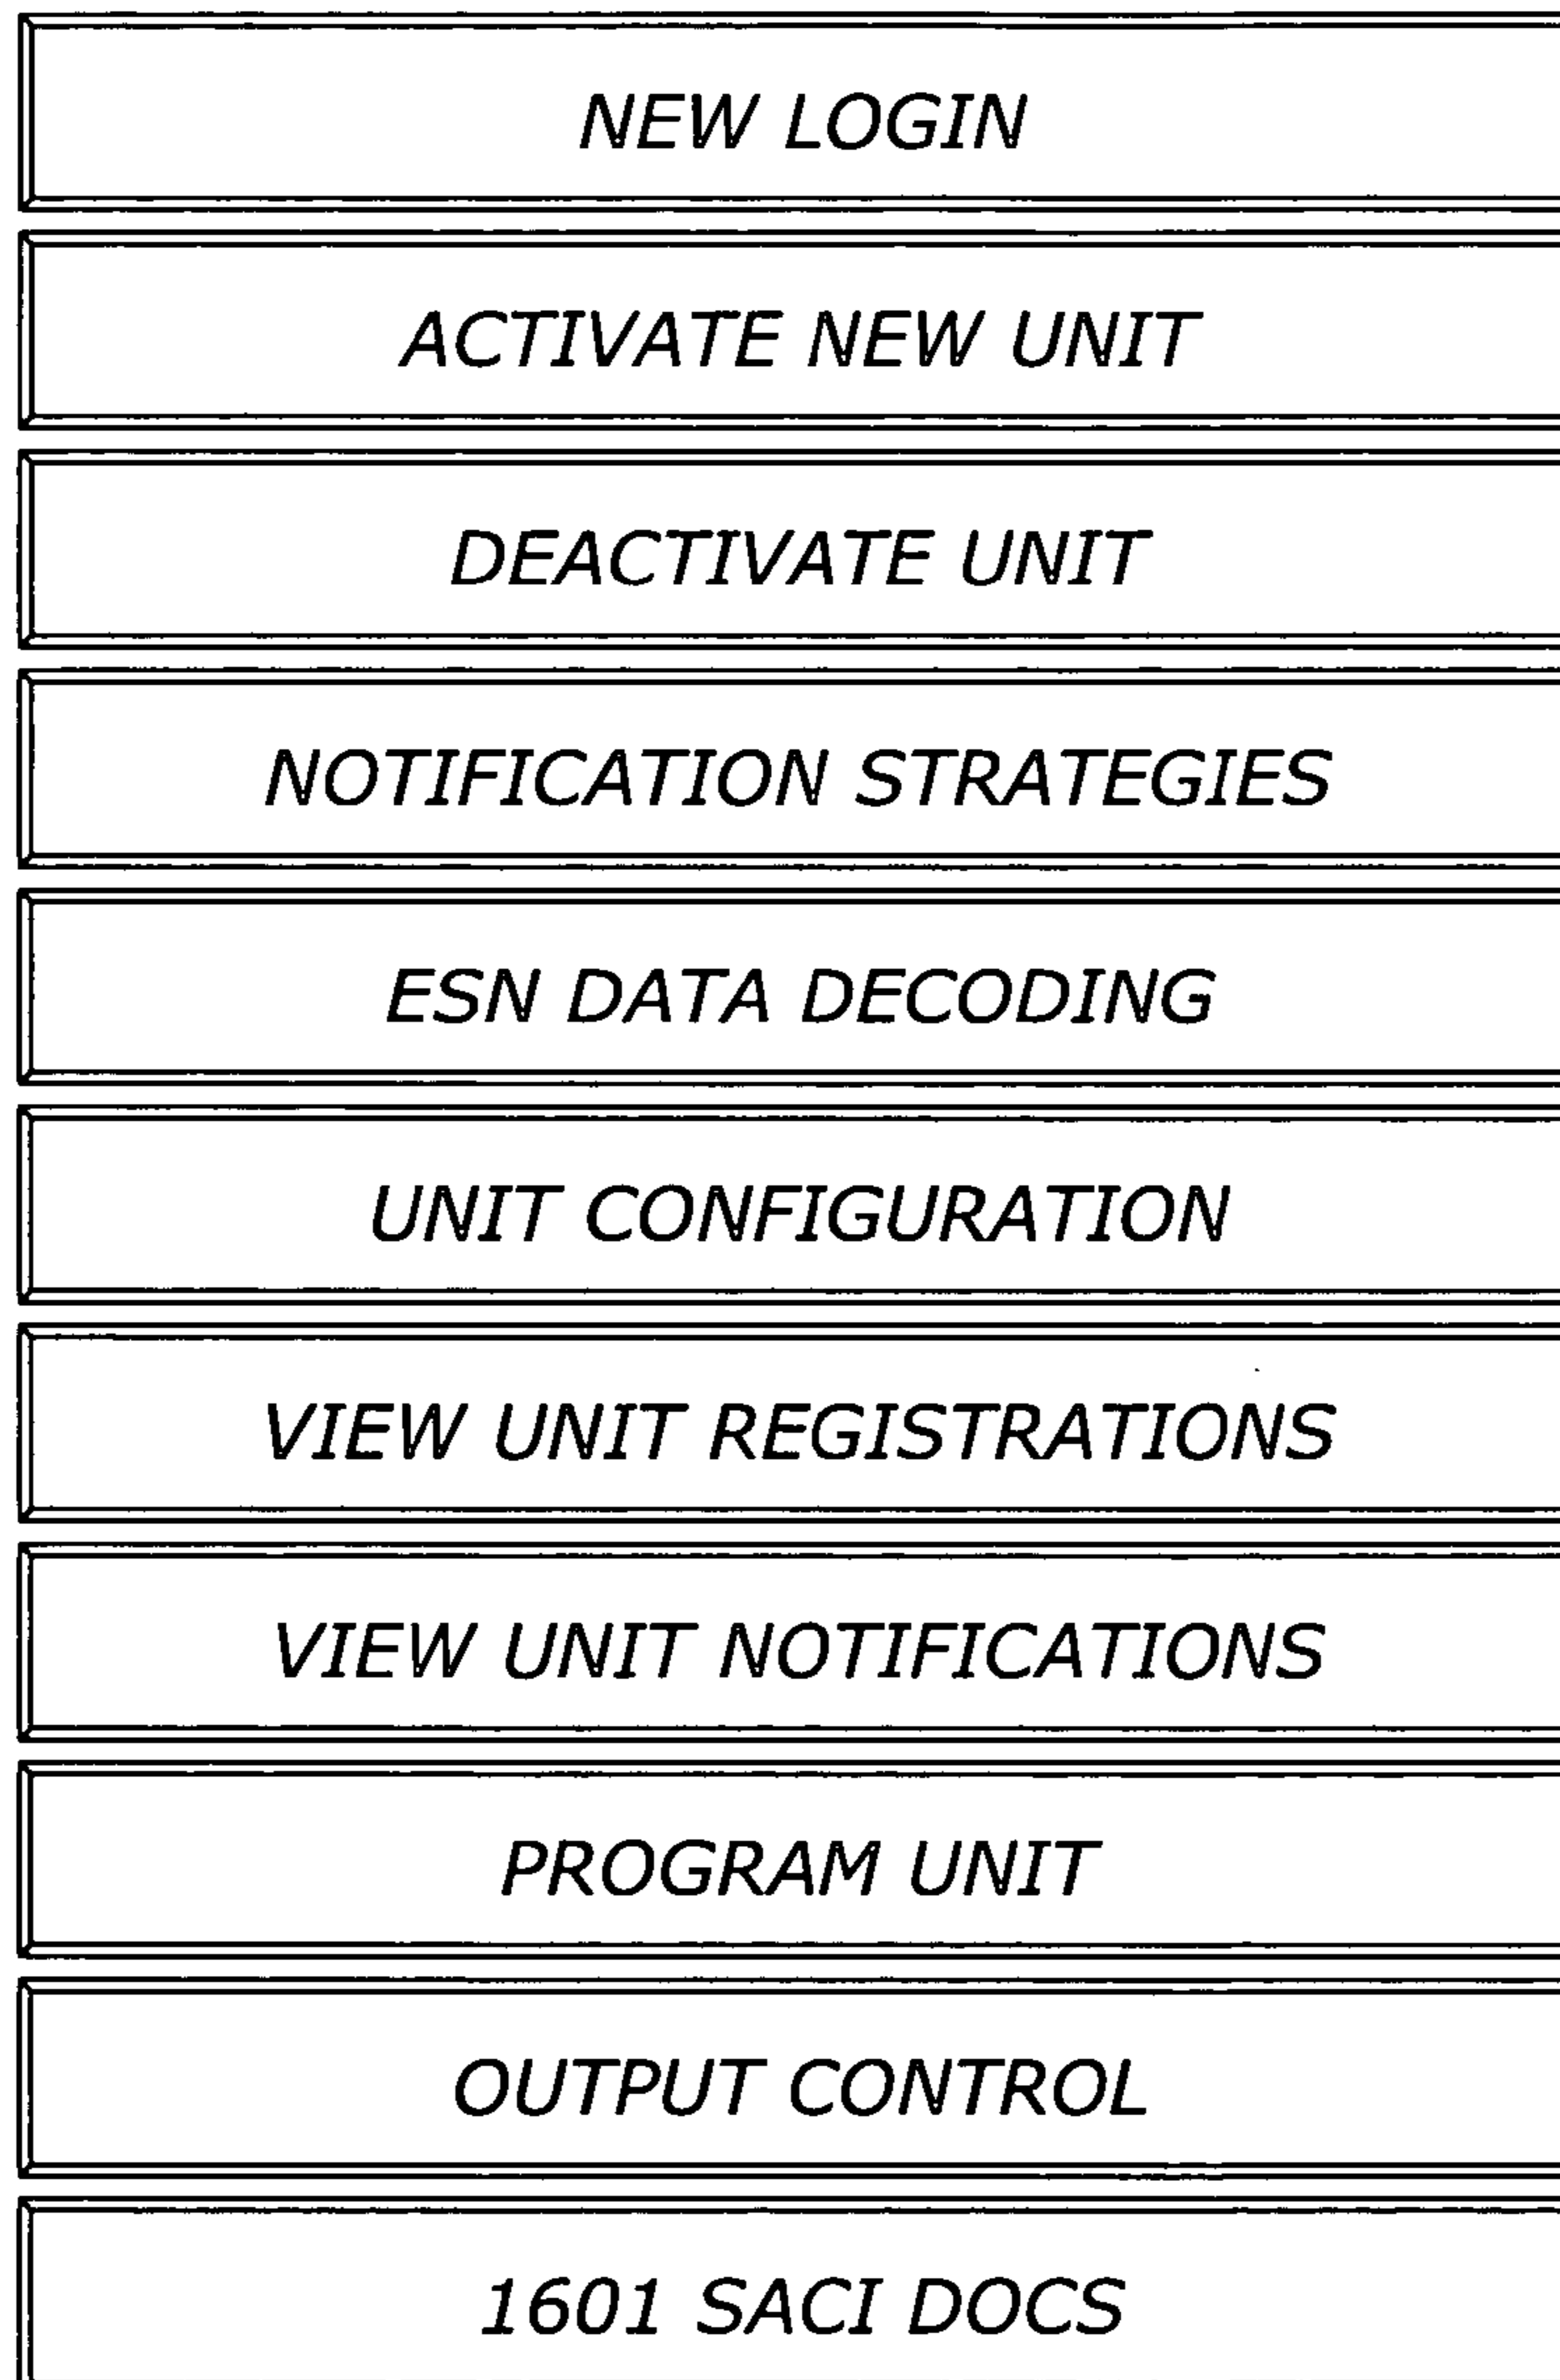 NEW LOGIN
ACTIVATE NEW UNIT
DEACTIVATE UNIT
NOTIFICATION STRATEGIES
ESN DATA DECODING
UNIT CONFIGURATION
VIEW UNIT REGISTRATIONS
VIEW UNIT NOTIFICATIONS
PROGRAM UNIT
OUTPUT CONTROL
1601 SACI DOCS